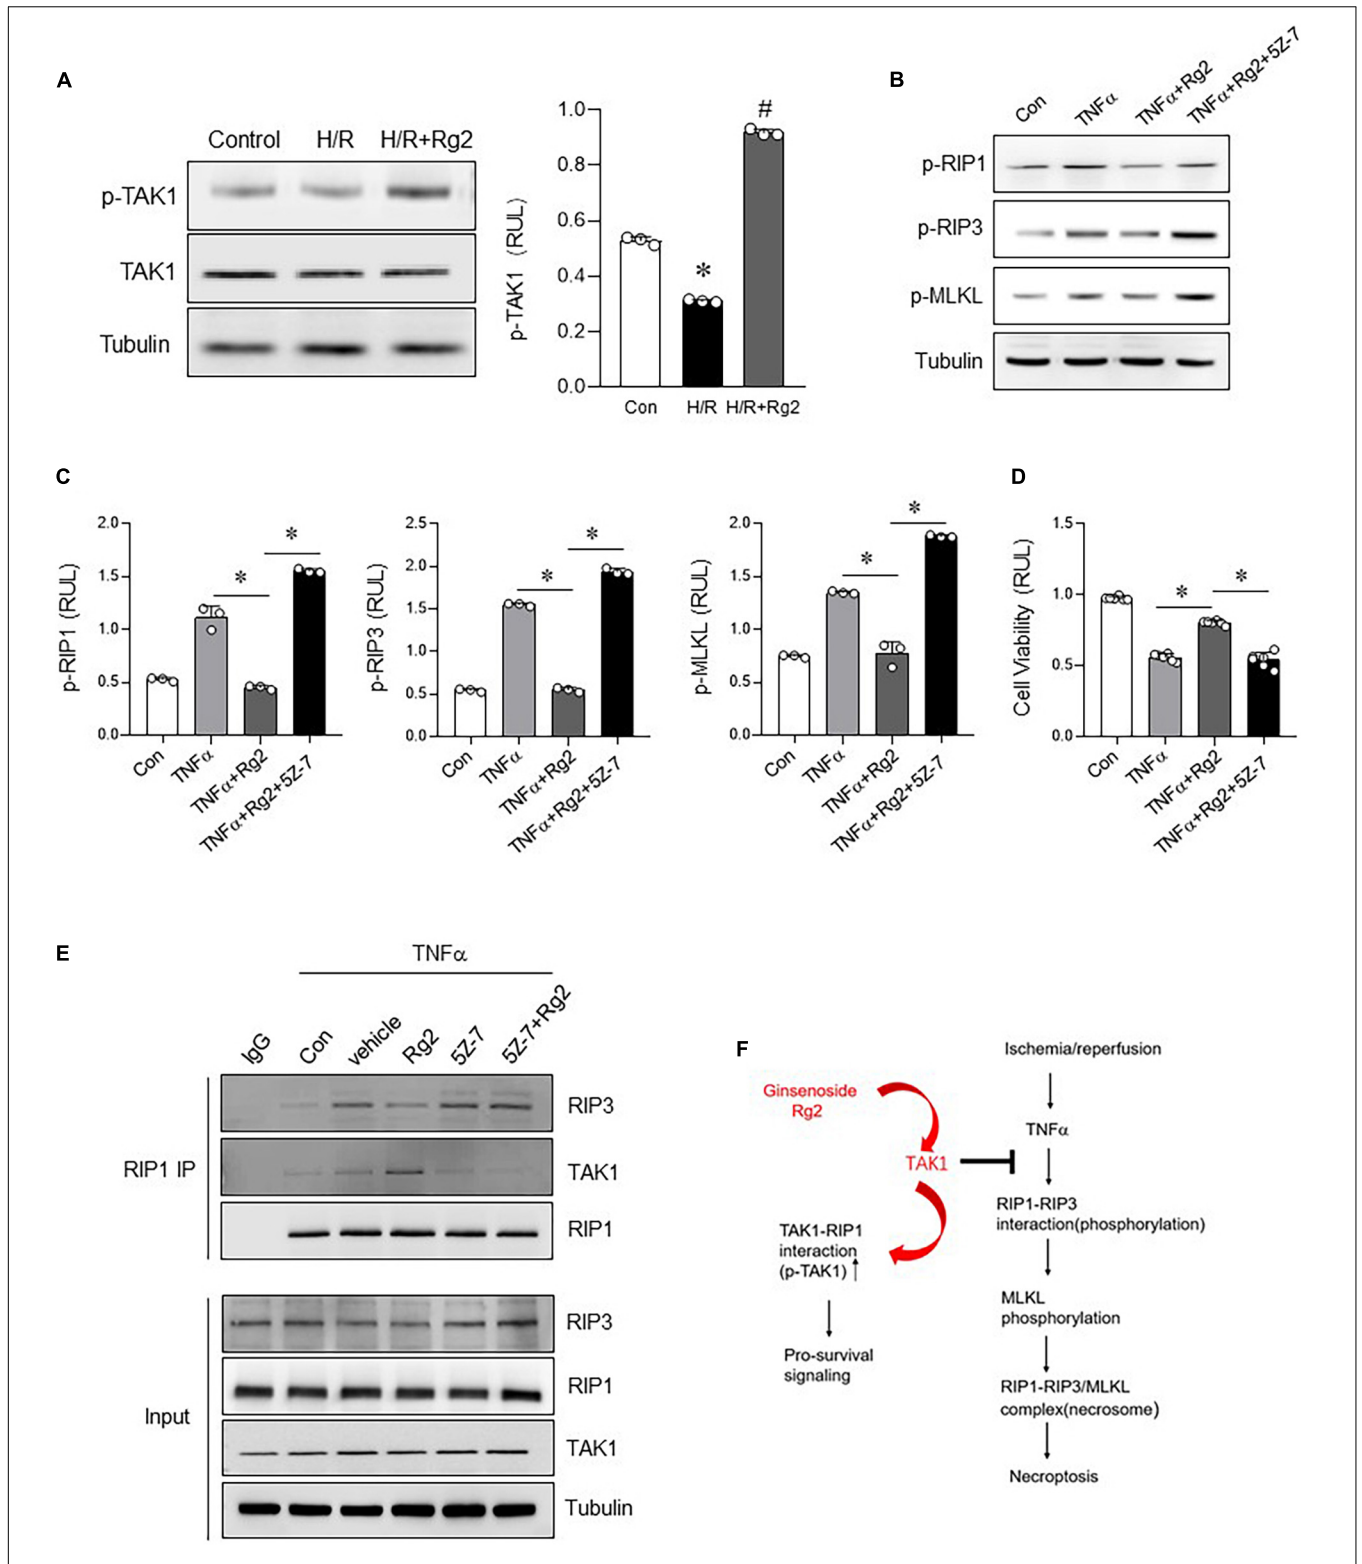 A
Control H/R H/R+Rg2
p-TAK1
TAK1
Tubulin
p-TAK1 (RUL)
1.0
0.8
0.6
0.4
0.2
0.0
*
#
Con H/R H/R+Rg2
B
Con TNFα TNFα+Rg2 TNFα+Rg2+5Z-7
p-RIP1
p-RIP3
p-MLKL
Tubulin
C
p-RIP1 (RUL)
2.0
1.5
1.0
0.5
0.0
*
*
Con TNFα TNFα+Rg2 TNFα+Rg2+5Z-7
p-RIP3 (RUL)
2.5
2.0
1.5
1.0
0.5
0.0
*
*
Con TNFα TNFα+Rg2 TNFα+Rg2+5Z-7
p-MLKL (RUL)
2.0
1.5
1.0
0.5
0.0
*
*
Con TNFα TNFα+Rg2 TNFα+Rg2+5Z-7
D
Cell Viability (RUL)
1.5
1.0
0.5
0.0
*
*
Con TNFα TNFα+Rg2 TNFα+Rg2+5Z-7
E
TNFα
IgG Con vehicle Rg2 5Z-7 5Z-7+Rg2
RIP1 IP
RIP3
TAK1
RIP1
Input
RIP3
RIP1
TAK1
Tubulin
F
Ginsenoside
Rg2
TAK1
TAK1-RIP1
interaction
(p-TAK1)
Pro-survival
signaling
Ischemia/reperfusion
TNFα
RIP1-RIP3
interaction(phosphorylation)
MLKL
phosphorylation
RIP1-RIP3/MLKL
complex(necrosome)
Necroptosis